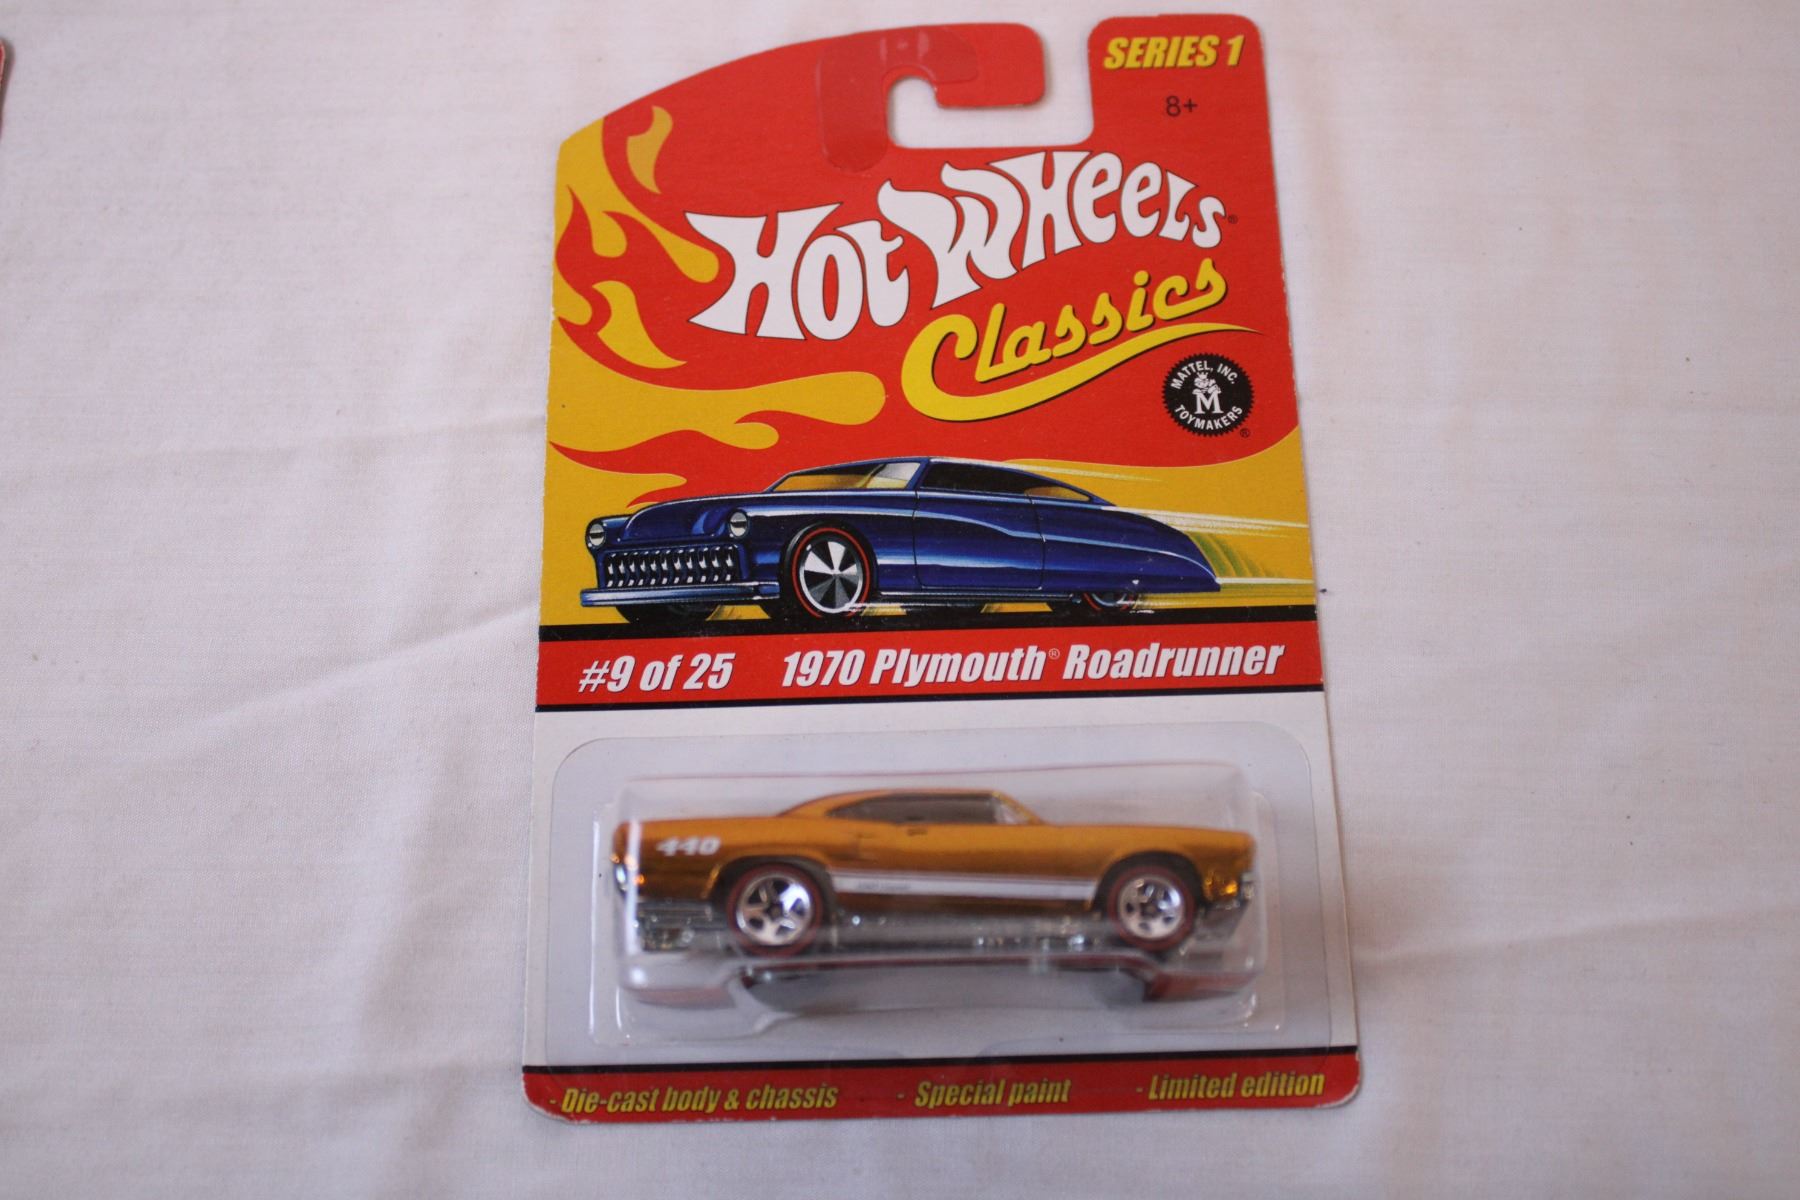 SERIES 1
8+
Hot Wheels®
Classics
MATTEL, INC.
M
TOYMAKERS
®
#9 of 25 1970 Plymouth® Roadrunner
440
- Die-cast body & chassis - Special paint - Limited edition